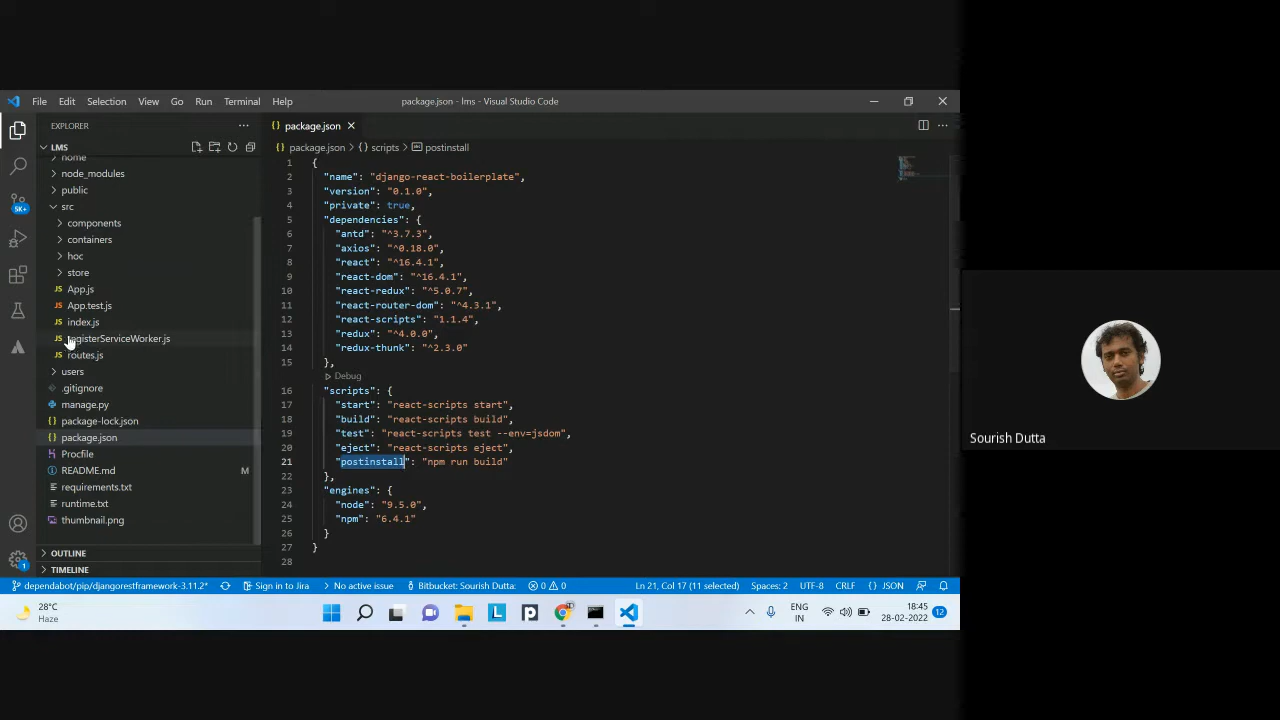 File Edit Selection View Go Run Terminal Help
package.json - lms - Visual Studio Code
EXPLORER
LMS
home
node_modules
public
src
components
containers
hoc
store
JS App.js
JS App.test.js
JS index.js
JS registerServiceWorker.js
JS routes.js
users
.gitignore
manage.py
package-lock.json
package.json
Procfile
README.md M
requirements.txt
runtime.txt
thumbnail.png
OUTLINE
TIMELINE
5K+
1
package.json
package.json > {} scripts > postinstall
1 {
2 "name": "django-react-boilerplate",
3 "version": "0.1.0",
4 "private": true,
5 "dependencies": {
6 "antd": "^3.7.3",
7 "axios": "^0.18.0",
8 "react": "^16.4.1",
9 "react-dom": "^16.4.1",
10 "react-redux": "^5.0.7",
11 "react-router-dom": "^4.3.1",
12 "react-scripts": "1.1.4",
13 "redux": "^4.0.0",
14 "redux-thunk": "^2.3.0"
15 },
Debug
16 "scripts": {
17 "start": "react-scripts start",
18 "build": "react-scripts build",
19 "test": "react-scripts test --env=jsdom",
20 "eject": "react-scripts eject",
21 "postinstall": "npm run build"
22 },
23 "engines": {
24 "node": "9.5.0",
25 "npm": "6.4.1"
26 }
27 }
28
Sourish Dutta
dependabot/pip/djangorestframework-3.11.2* Sign in to Jira No active issue Bitbucket: Sourish Dutta: 0 0 Ln 21, Col 17 (11 selected) Spaces: 2 UTF-8 CRLF {} JSON
28°C
Haze
ENG
IN
18:45
28-02-2022
12